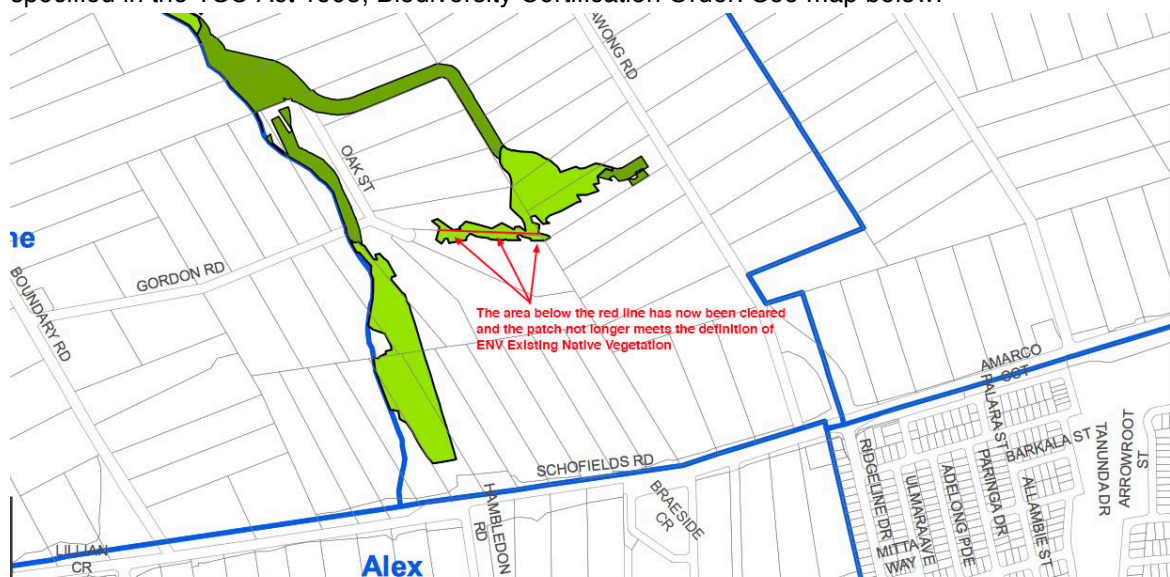 specified in the TSC Act 1995, Biodiversity Certification Order. See map below.
AWONG RD
OAK ST
ne
GORDON RD
BOUNDARY RD
The area below the red line has now been cleared
and the patch not longer meets the definition of
ENV Existing Native Vegetation
AMARCO
CCT
PALARA ST
BARKALA ST
TANUNDA DR
ARROWROOT
ST
SCHOFIELDS RD
RIDGELINE DR
ULMARA AVE
ADELONG PDE
PARINGA DR
ALLAMBIE ST
MITTA
WAY
HAMBLEDON
RD
BRAESIDE
CR
LILLIAN
CR
Alex